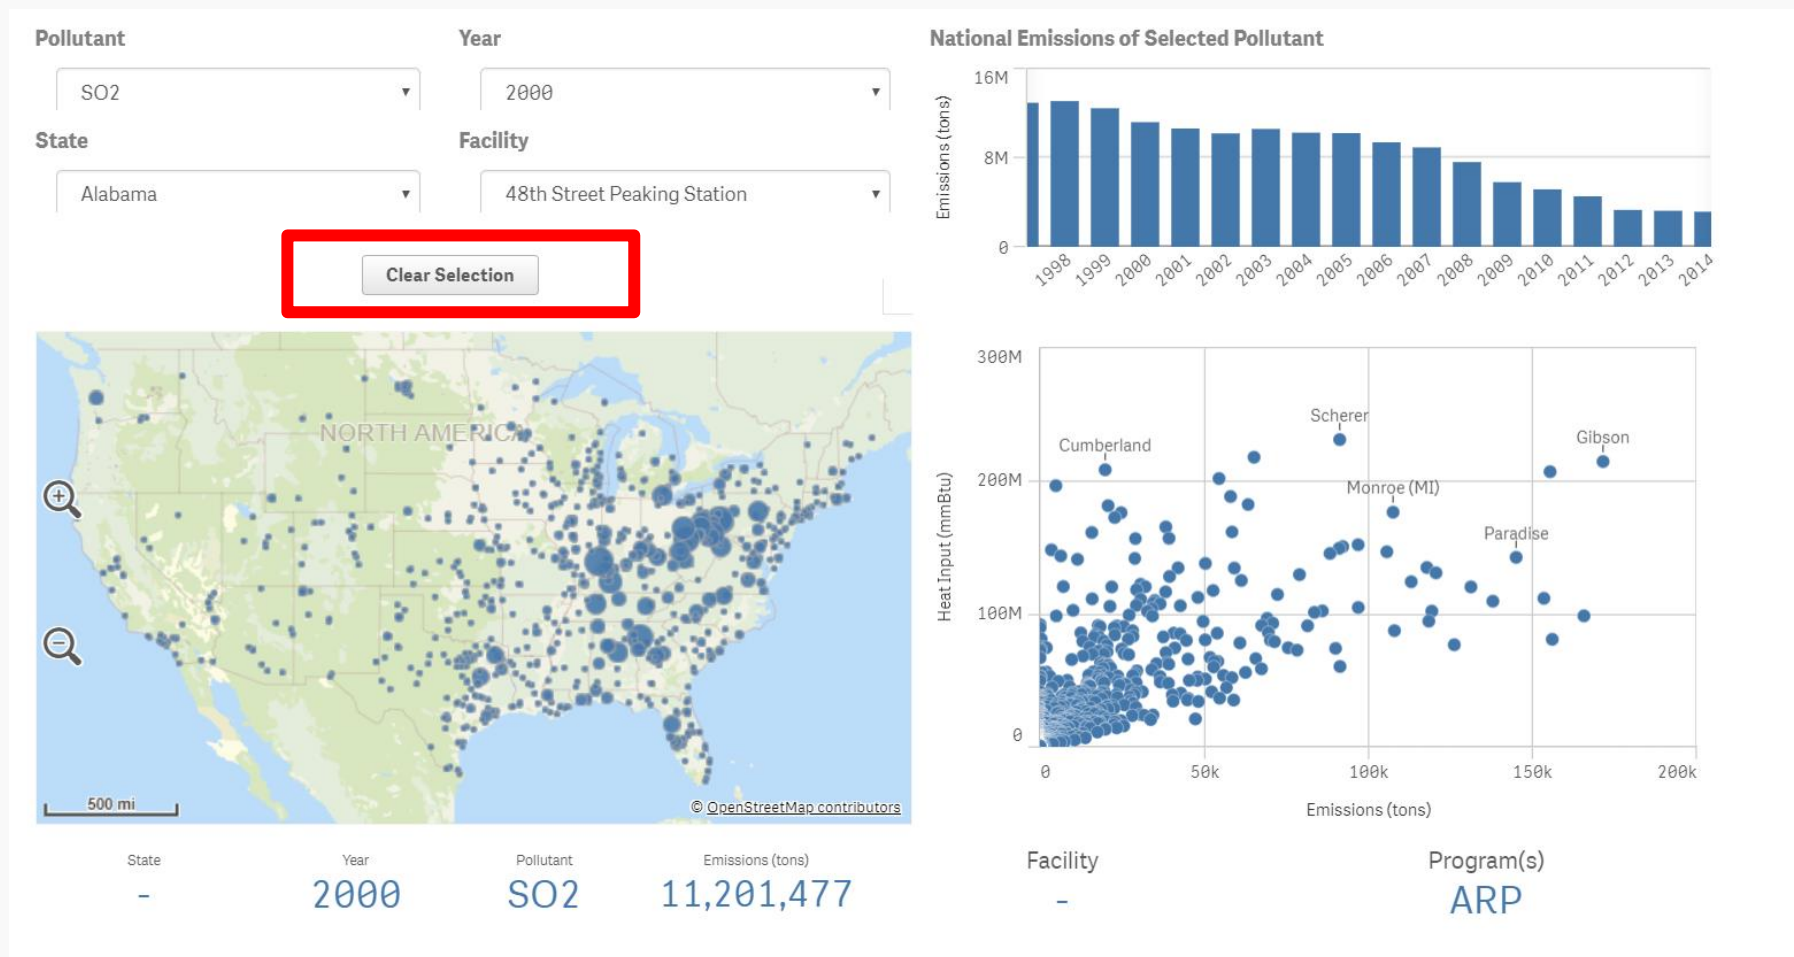 Pollutant
SO2
Year
2000
State
Alabama
Facility
48th Street Peaking Station
Clear Selection
NORTH AMERICA
500 mi
© OpenStreetMap contributors
State
-
Year
2000
Pollutant
SO2
Emissions (tons)
11,201,477
National Emissions of Selected Pollutant
Emissions (tons)
16M
8M
0
1998 1999 2000 2001 2002 2003 2004 2005 2006 2007 2008 2009 2010 2011 2012 2013 2014
Heat Input (mmBtu)
300M
200M
100M
0
Scherer
Gibson
Cumberland
Monroe (MI)
Paradise
0 50k 100k 150k 200k
Emissions (tons)
Facility
-
Program(s)
ARP